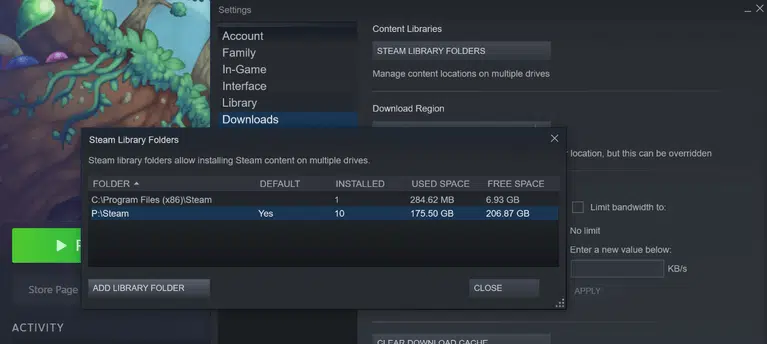 Settings
Account
Family
In-Game
Interface
Library
Downloads
Content Libraries
STEAM LIBRARY FOLDERS
Manage content locations on multiple drives
Download Region
location, but this can be overridden
Limit bandwidth to:
No limit
Enter a new value below:
KB/s
APPLY
CLEAR DOWNLOAD CACHE
Steam Library Folders
Steam library folders allow installing Steam content on multiple drives.
FOLDER DEFAULT INSTALLED USED SPACE FREE SPACE
C:\Program Files (x86)\Steam 1 284.62 MB 6.93 GB
P:\Steam Yes 10 175.50 GB 206.87 GB
ADD LIBRARY FOLDER
CLOSE
Store Page
ACTIVITY